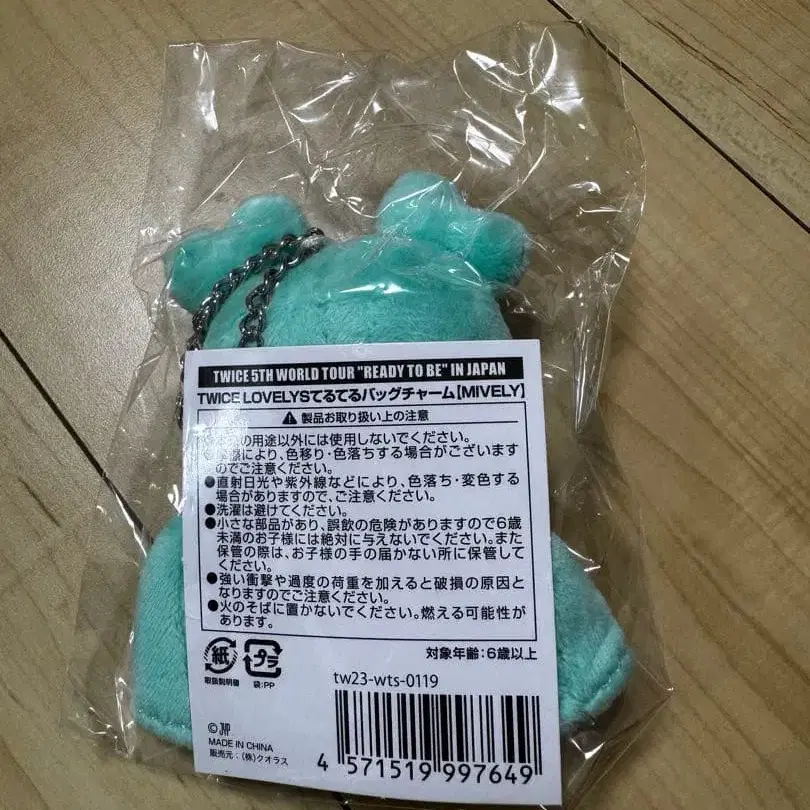 TWICE 5TH WORLD TOUR "READY TO BE" IN JAPAN
TWICE LOVELYSてるてるバッグチャーム【MIVELY】
製品お取り扱い上の注意
の用途以外には使用しないでください。
により、色移り・色落ちする場合がございます
のでご注意ください。
●直射日光や紫外線などにより、色落ち・変色する
場合がありますので、ご注意ください。
●洗濯は避けてください。
●小さな部品があり、誤飲の危険がありますので6歳
未満のお子様には絶対に与えないでください。また
保管の際は、お子様の手の届かない所に保管して
ください。
●強い衝撃や過度の荷重を加えると破損の原因と
なりますのでご注意ください。
●火のそばに置かないでください。燃える可能性が
あります。
対象年齢:6歳以上
紙
プラ
取扱説明書
袋:PP
tw23-wts-0119
©JYP
MADE IN CHINA
販売元:(株)クオラス
4 571519 997649